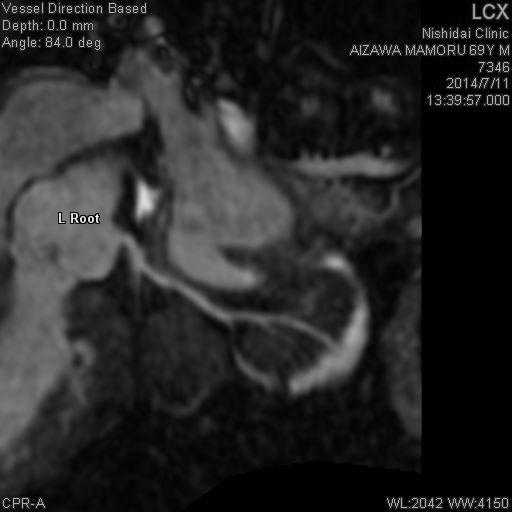 Vessel Direction Based
Depth: 0.0 mm
Angle: 84.0 deg
LCX
Nishidai Clinic
AIZAWA MAMORU 69Y M
7346
2014/7/11
13:39:57.000
L Root
CPR-A
WL:2042 WW:4150